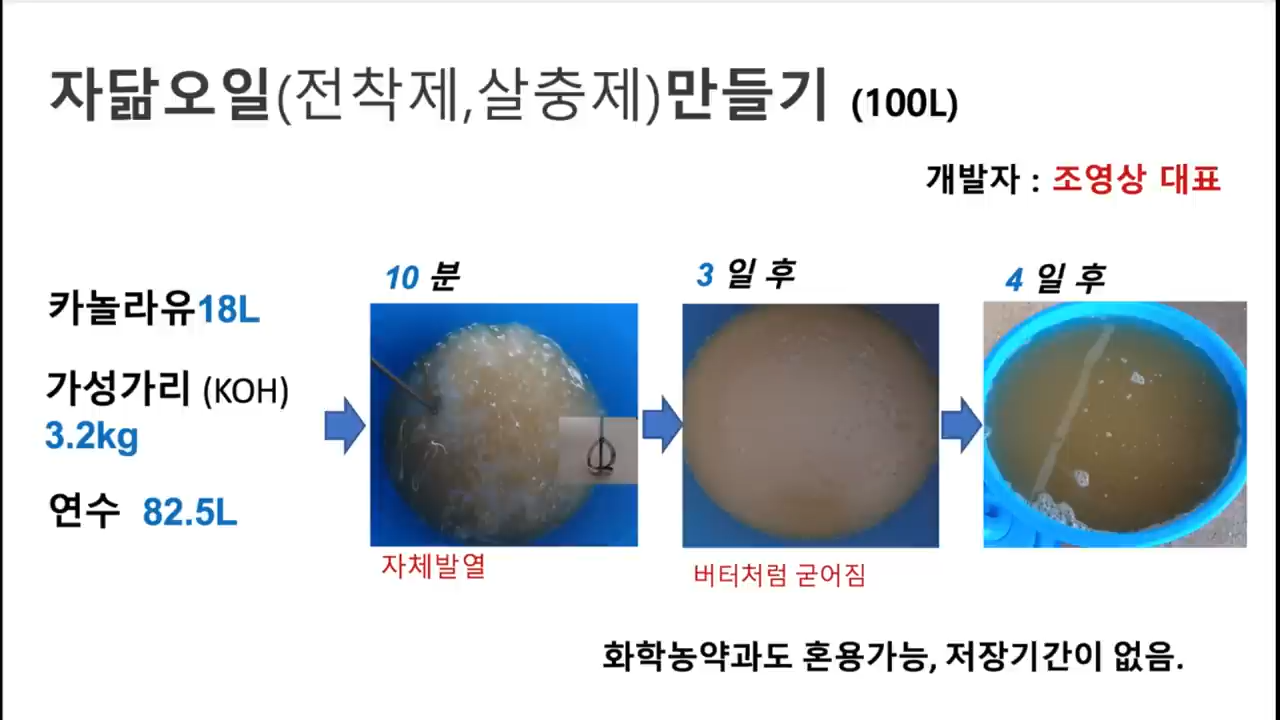 자닮오일(전착제,살충제)만들기 (100L)
개발자 : 조영상 대표
카놀라유18L
가성가리 (KOH)
3.2kg
연수 82.5L
10 분
3 일 후
4 일 후
자체발열
버터처럼 굳어짐
화학농약과도 혼용가능, 저장기간이 없음.